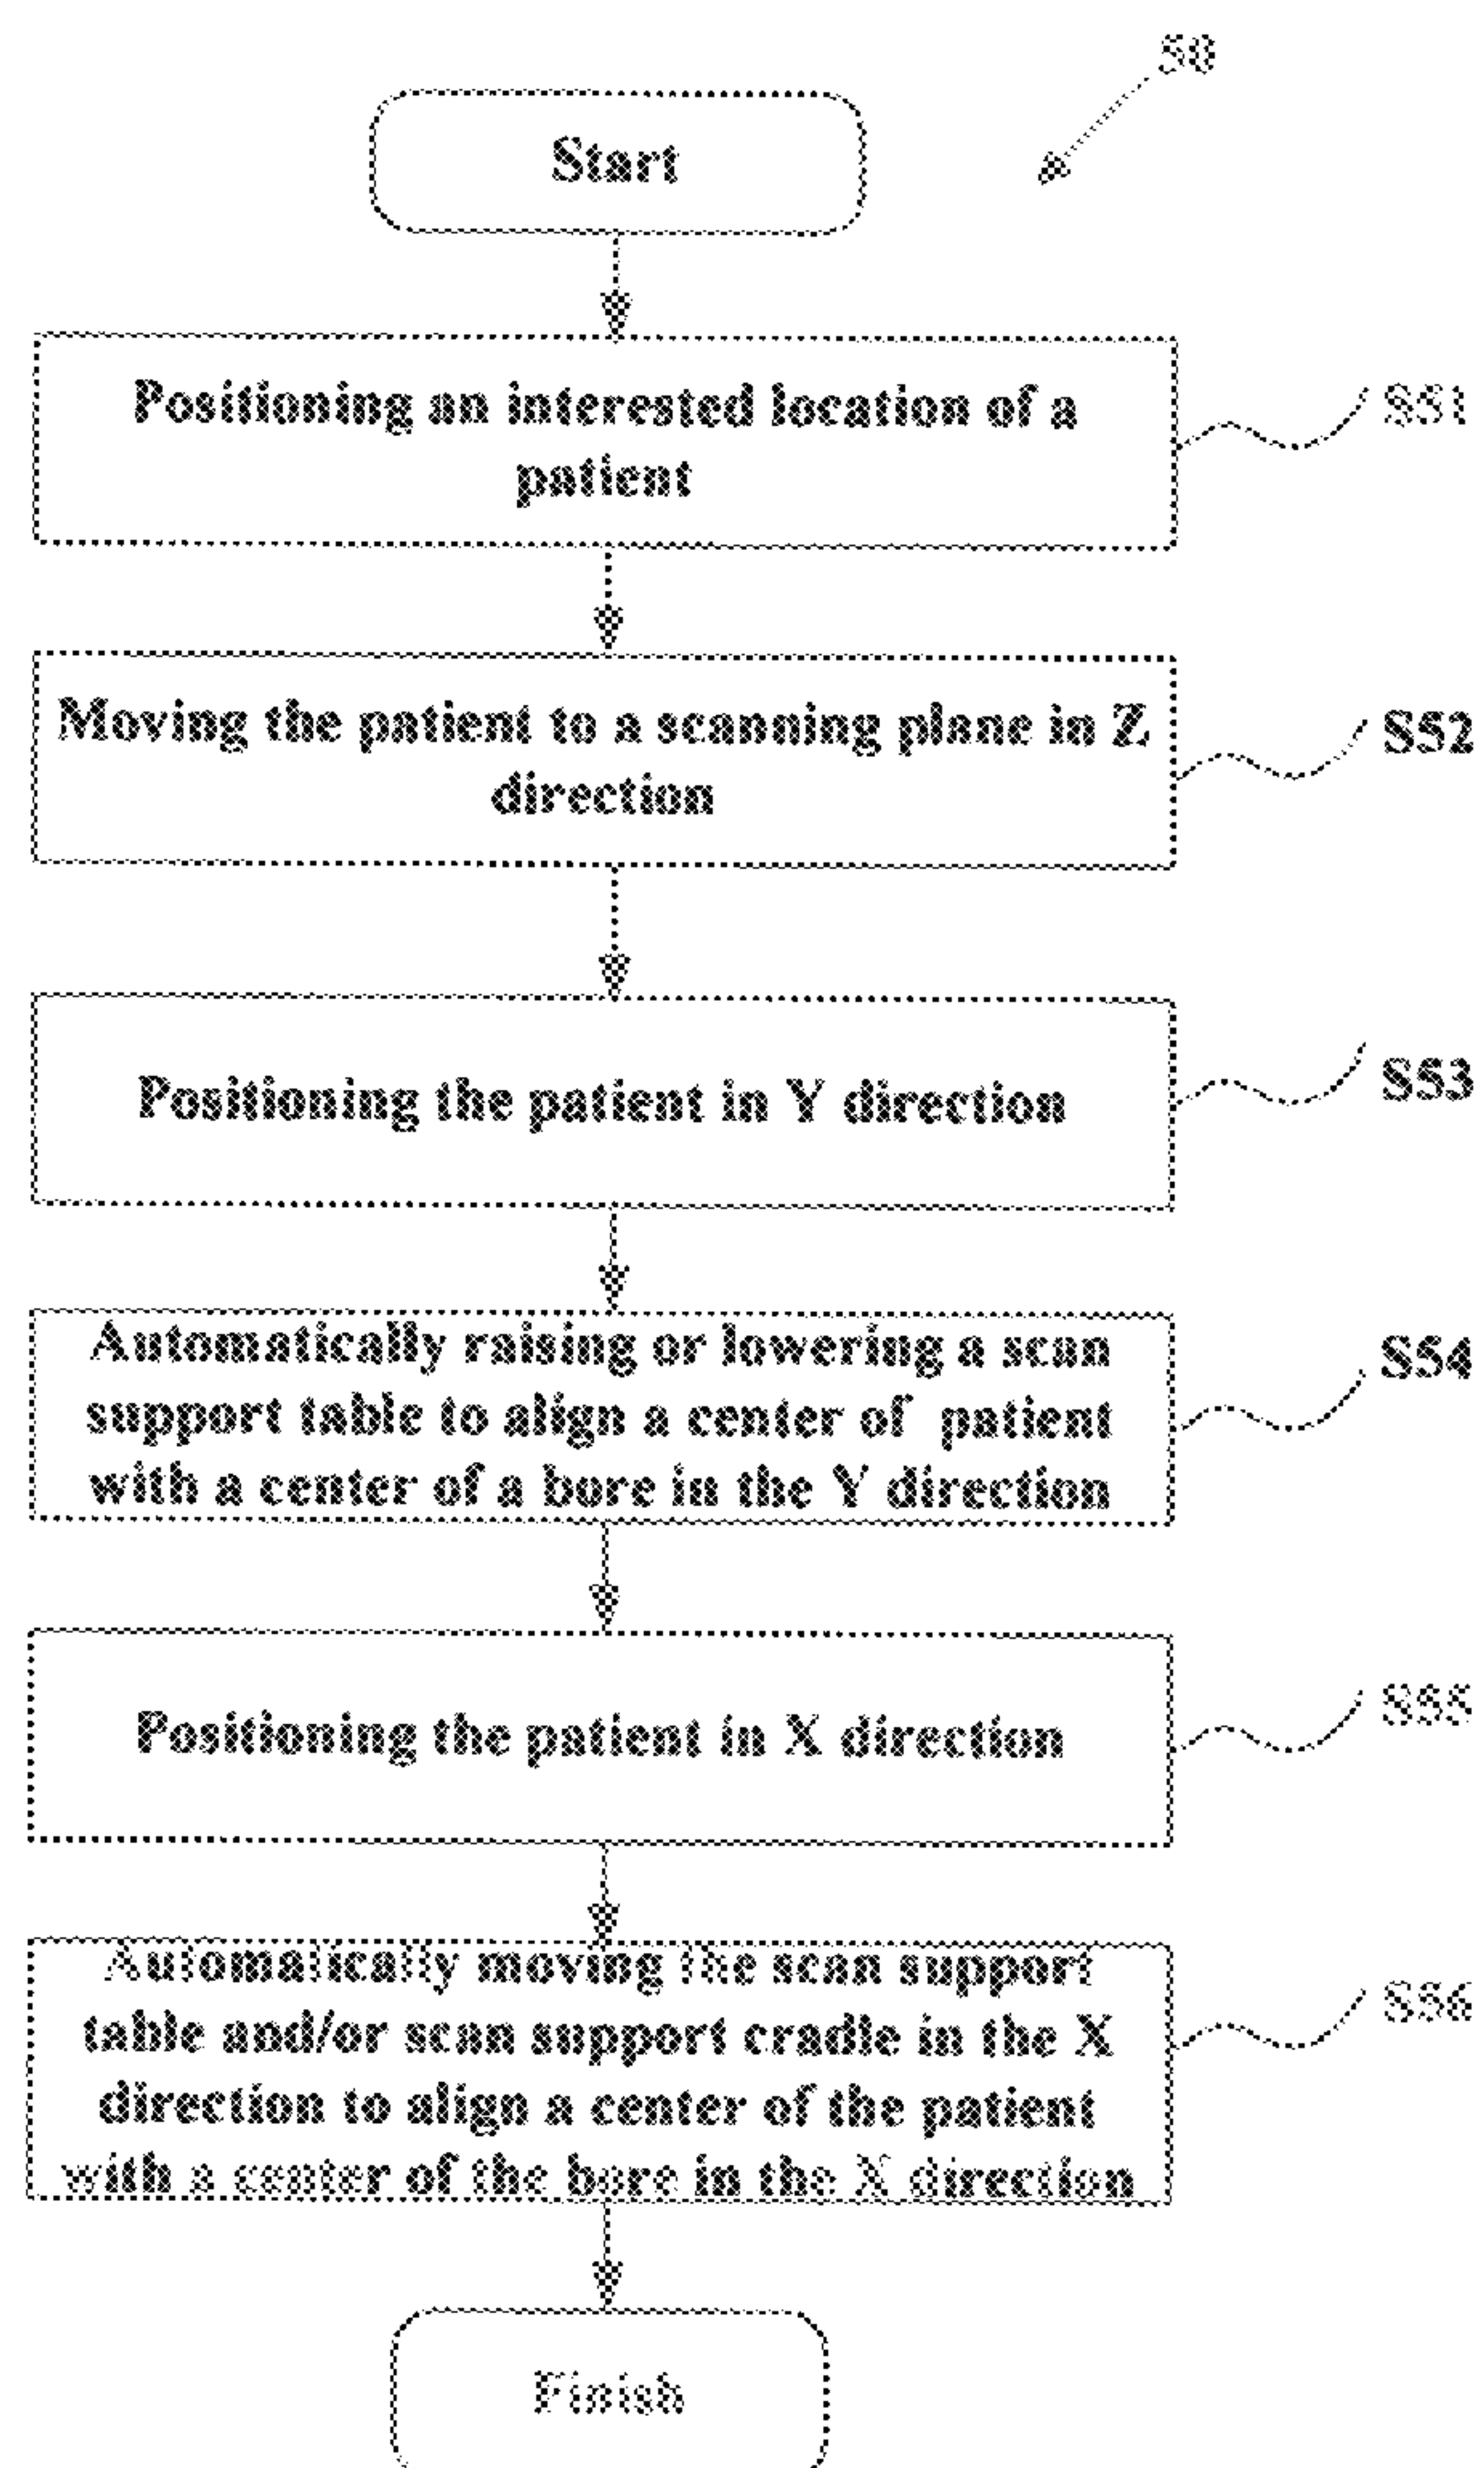 50
Start
Positioning an interested location of a
patient
S51
Moving the patient to a scanning plane in Z
direction
S52
Positioning the patient in Y direction
S53
Automatically raising or lowering a scan
support table to align a center of patient
with a center of a bore in the Y direction
S54
Positioning the patient in X direction
S55
Automatically moving the scan support
table and/or scan support cradle in the X
direction to align a center of the patient
with a center of the bore in the X direction
S56
Finish